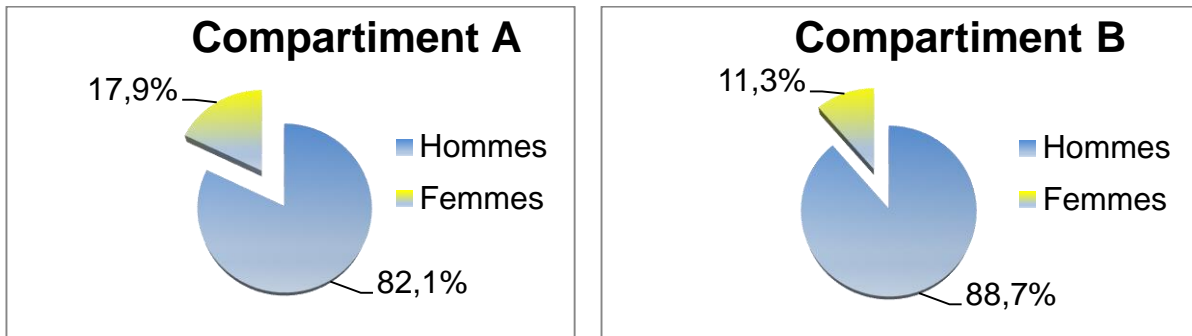 Compartiment A
17,9%
Hommes
Femmes
82,1%
Compartiment B
11,3%
Hommes
Femmes
88,7%